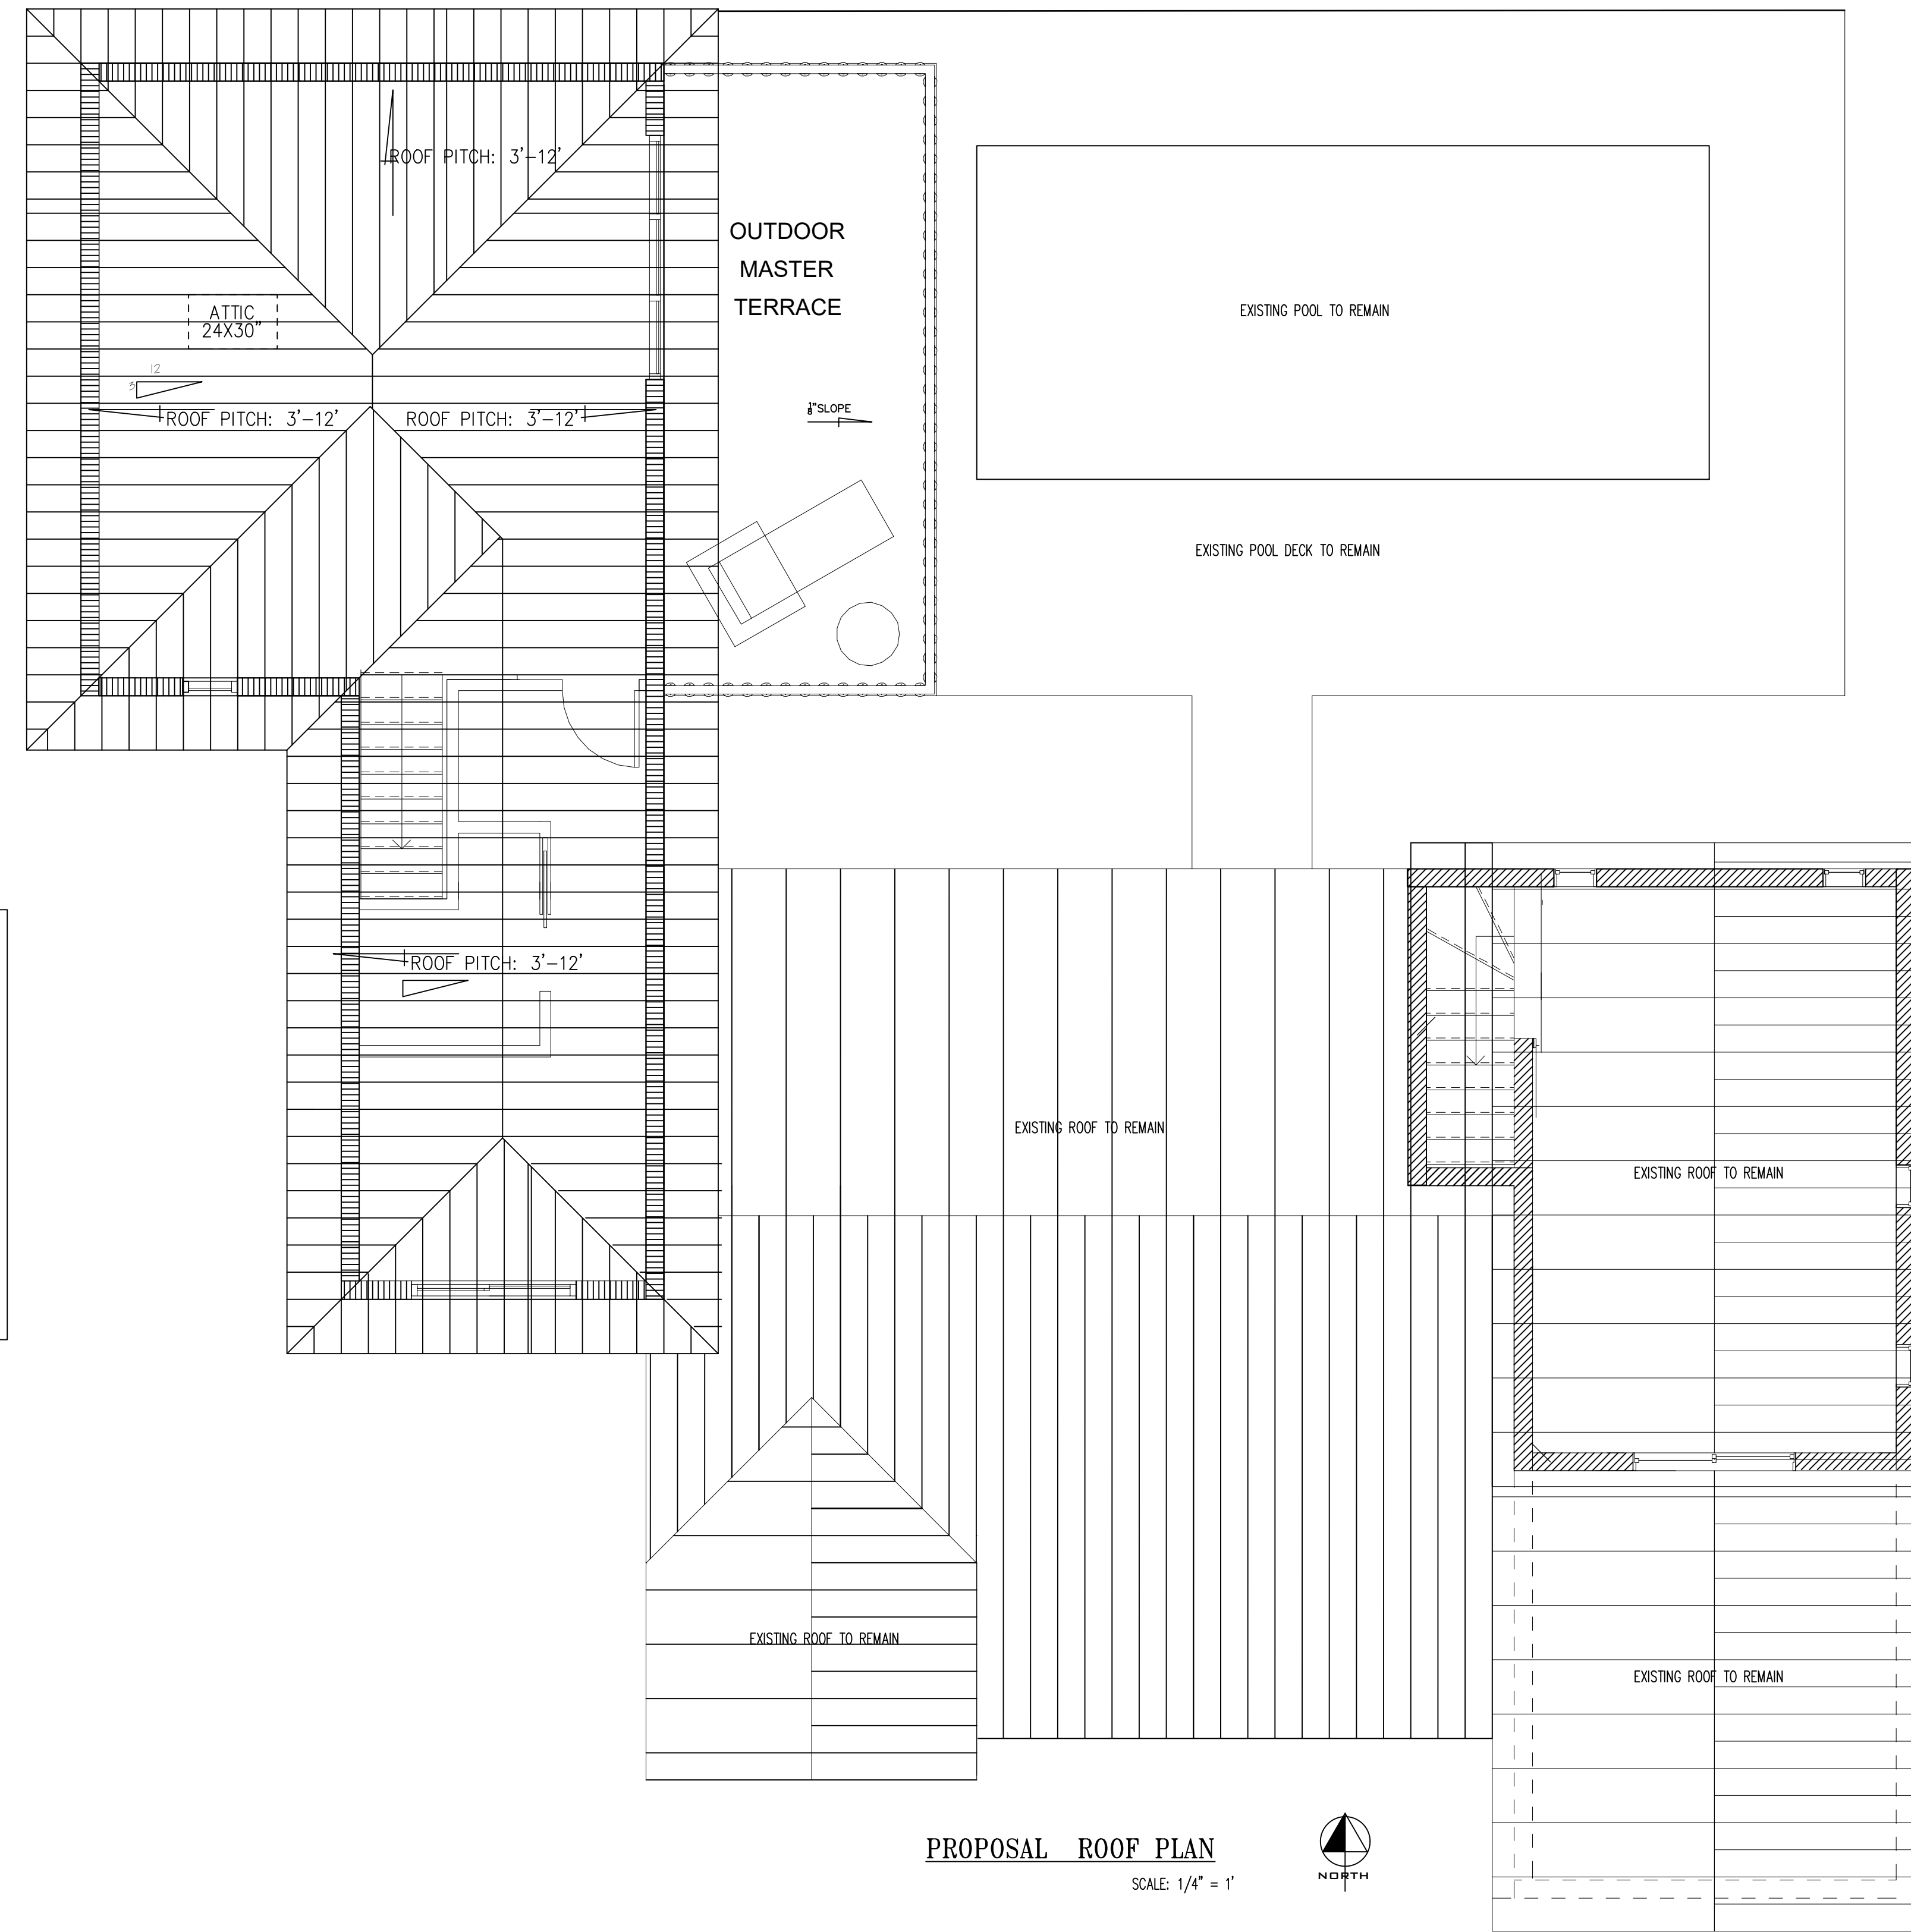 ROOF PITCH: 3'-12'
OUTDOOR
MASTER
TERRACE
ATTIC
24X30"
EXISTING POOL TO REMAIN
12
3
ROOF PITCH: 3'-12'
ROOF PITCH: 3'-12'
1/8" SLOPE
EXISTING POOL DECK TO REMAIN
ROOF PITCH: 3'-12'
EXISTING ROOF TO REMAIN
EXISTING ROOF TO REMAIN
EXISTING ROOF TO REMAIN
EXISTING ROOF TO REMAIN
PROPOSAL ROOF PLAN
SCALE: 1/4" = 1'
NORTH